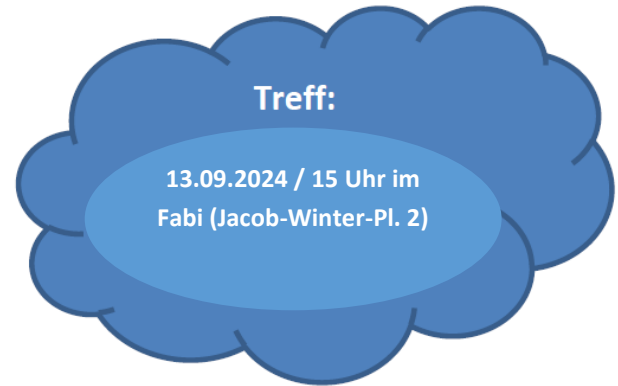 Treff:
13.09.2024 / 15 Uhr im
Fabi (Jacob-Winter-Pl. 2)